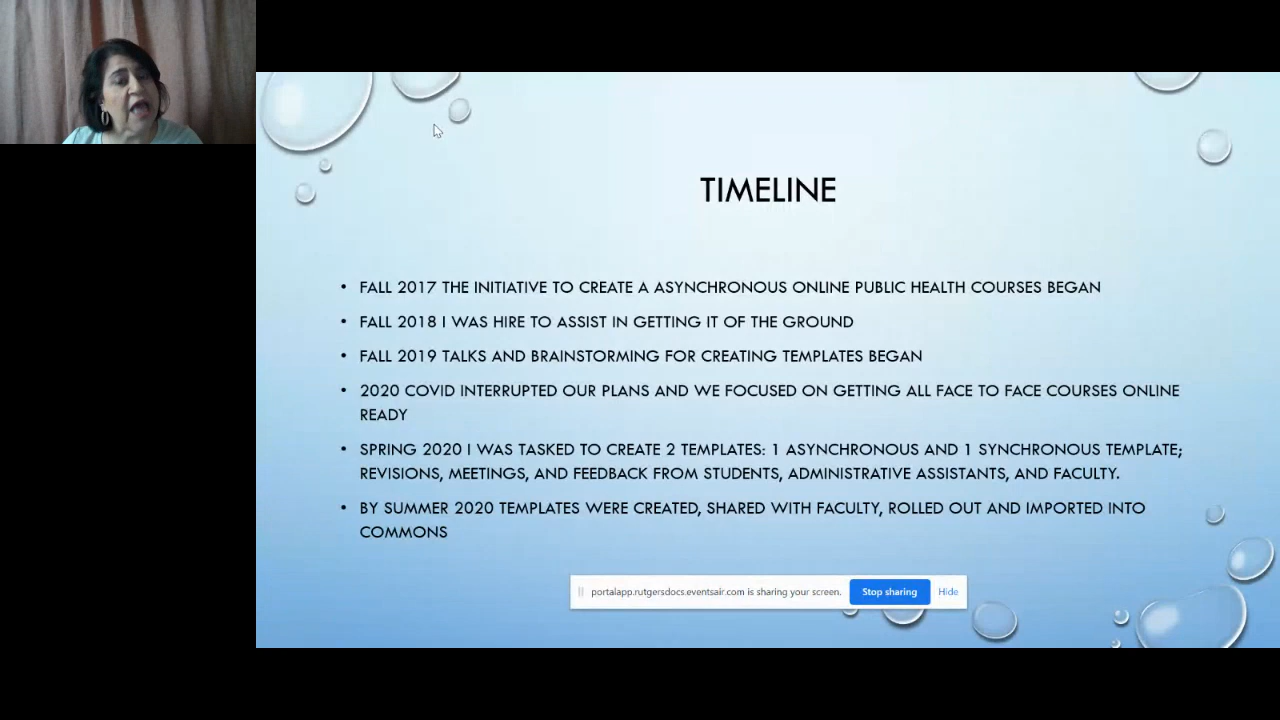 TIMELINE
• FALL 2017 THE INITIATIVE TO CREATE A ASYNCHRONOUS ONLINE PUBLIC HEALTH COURSES BEGAN
• FALL 2018 I WAS HIRE TO ASSIST IN GETTING IT OF THE GROUND
• FALL 2019 TALKS AND BRAINSTORMING FOR CREATING TEMPLATES BEGAN
• 2020 COVID INTERRUPTED OUR PLANS AND WE FOCUSED ON GETTING ALL FACE TO FACE COURSES ONLINE
READY
• SPRING 2020 I WAS TASKED TO CREATE 2 TEMPLATES: 1 ASYNCHRONOUS AND 1 SYNCHRONOUS TEMPLATE;
REVISIONS, MEETINGS, AND FEEDBACK FROM STUDENTS, ADMINISTRATIVE ASSISTANTS, AND FACULTY.
• BY SUMMER 2020 TEMPLATES WERE CREATED, SHARED WITH FACULTY, ROLLED OUT AND IMPORTED INTO
COMMONS
portalapp.rutgersdocs.eventsair.com is sharing your screen. Stop sharing Hide